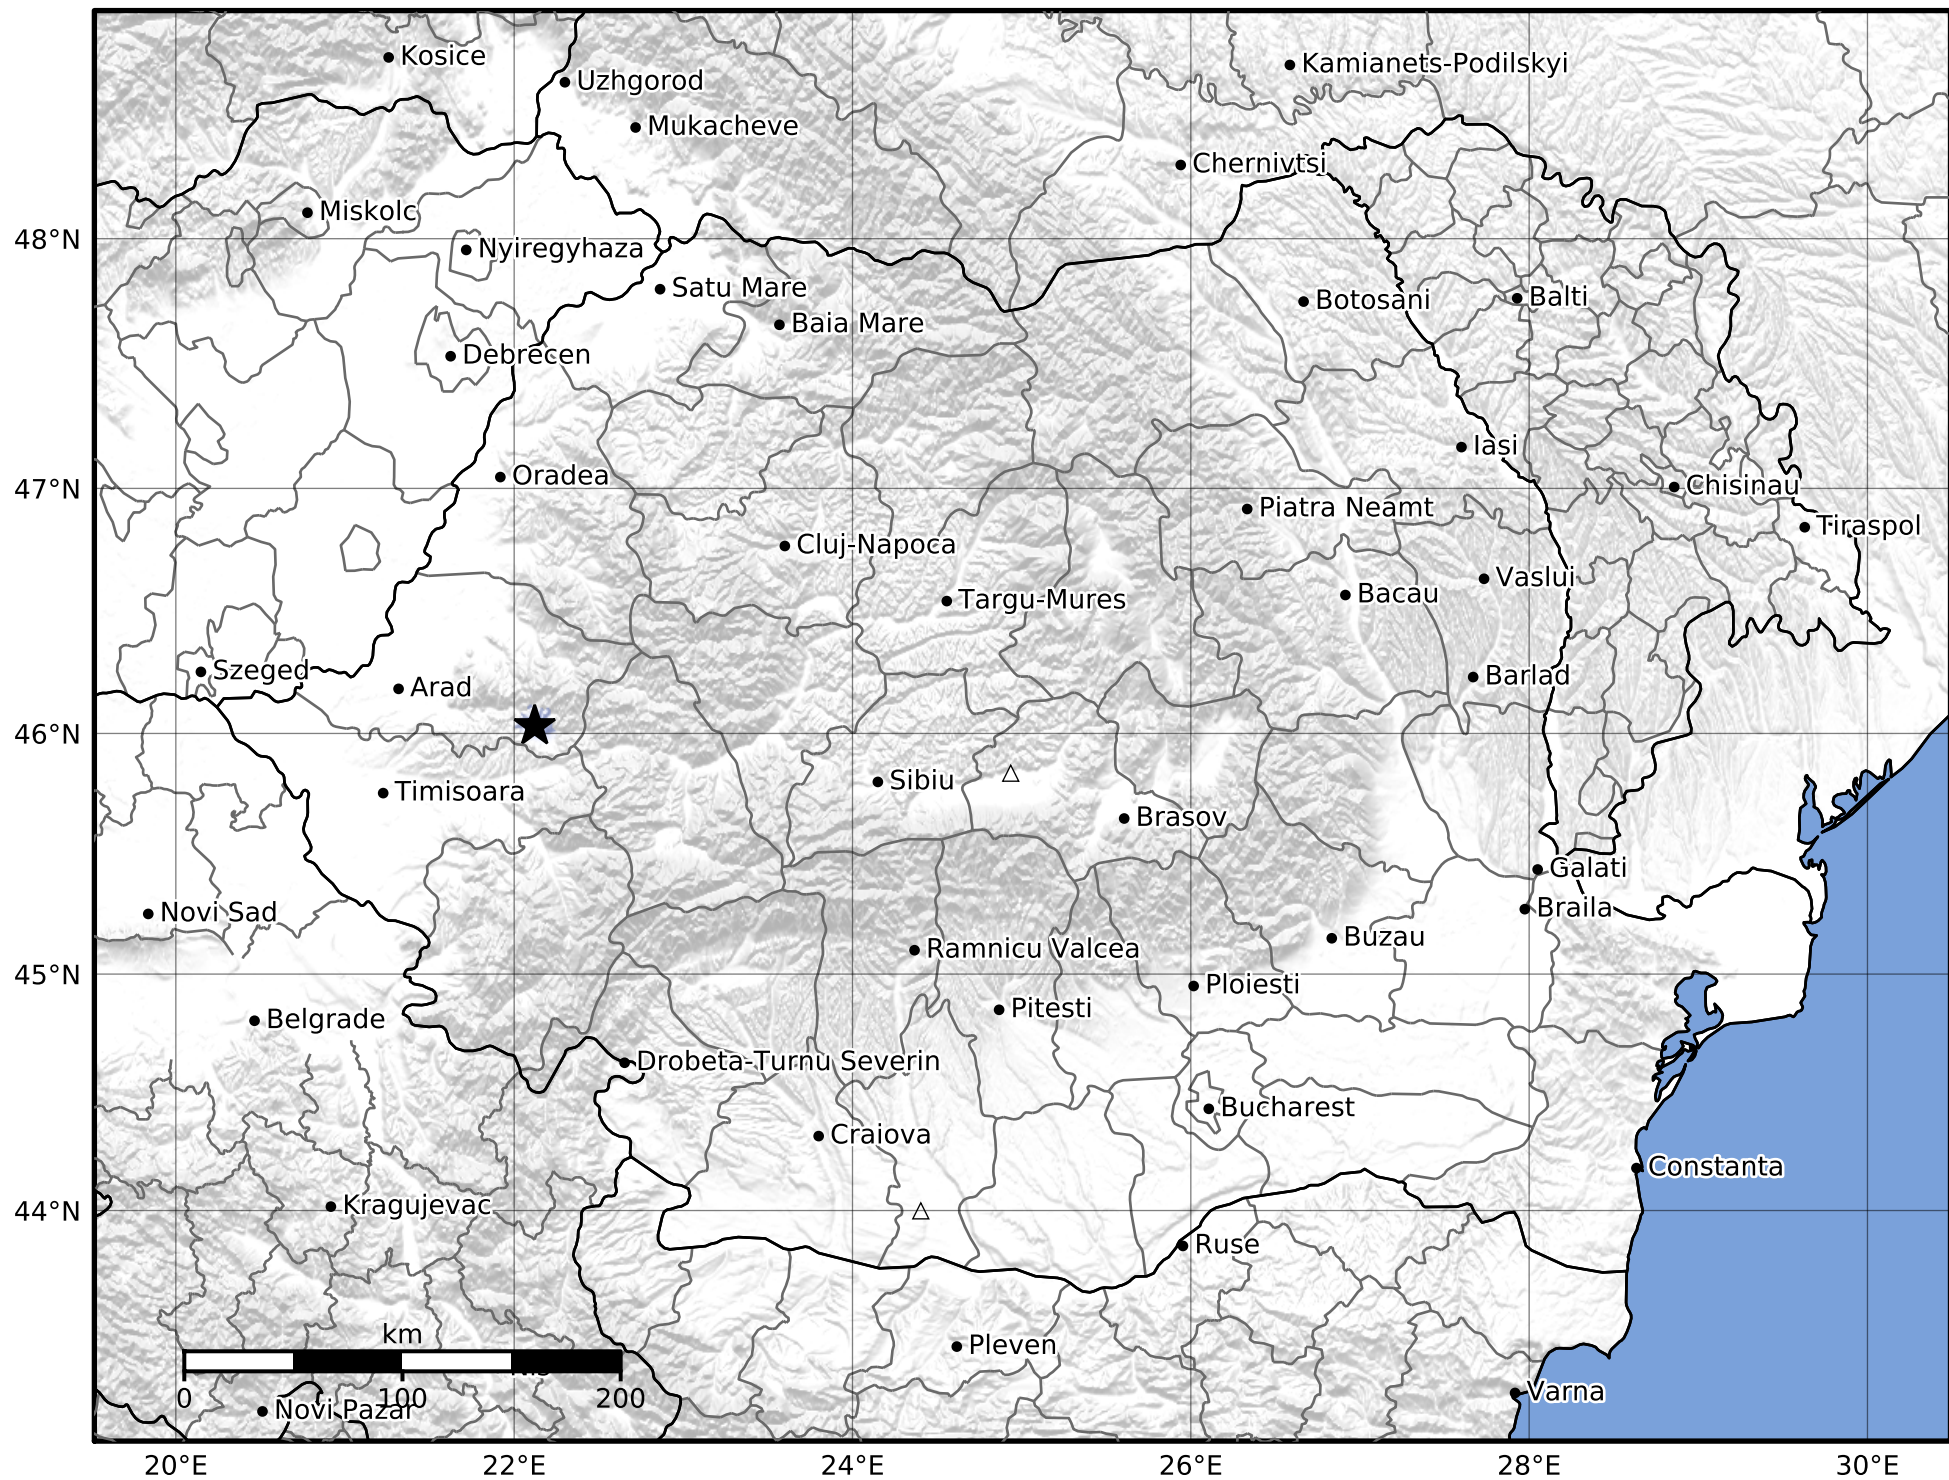 Kosice
Kamianets-Podilskyi
Uzhgorod
Mukacheve
Chernivtsi
Miskolc
48°N
Nyiregyhaza
Satu Mare
Botosani
Balti
Baia Mare
Debrecen
Iasi
Oradea
47°N
Chisinau
Piatra Neamt
Tiraspol
Cluj-Napoca
Vaslui
Bacau
Targu-Mures
Szeged
Barlad
Arad
46°N
Sibiu
Timisoara
Brasov
Galati
Braila
Novi Sad
Buzau
Ramnicu Valcea
45°N
Ploiesti
Pitesti
Belgrade
Drobeta-Turnu Severin
Bucharest
Craiova
Constanta
Kragujevac
44°N
Ruse
km
Pleven
Nis
0 100 200
Varna
Novi Pazar
20°E 22°E 24°E 26°E 28°E 30°E